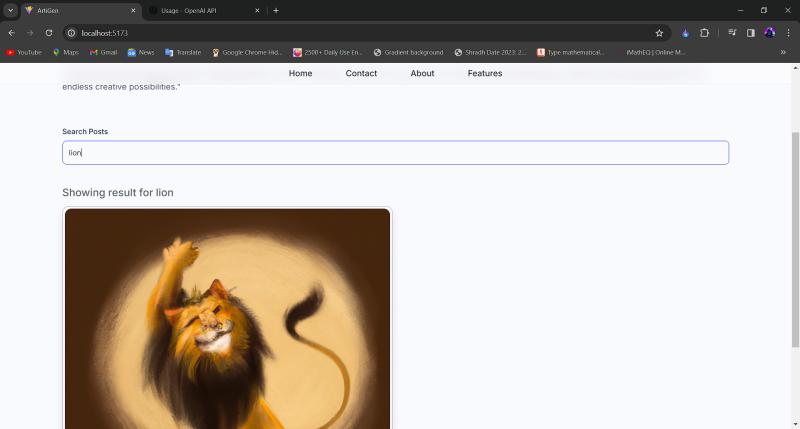 ArtiGen
Usage - OpenAI API
localhost:5173
YouTube Maps Gmail News Translate Google Chrome Hid... 2500+ Daily Use En... Gradient background Shradh Date 2023: 2... Type mathematical... iMathEQ | Online M...
Home Contact About Features
endless creative possibilities."
Search Posts
lion
Showing result for lion